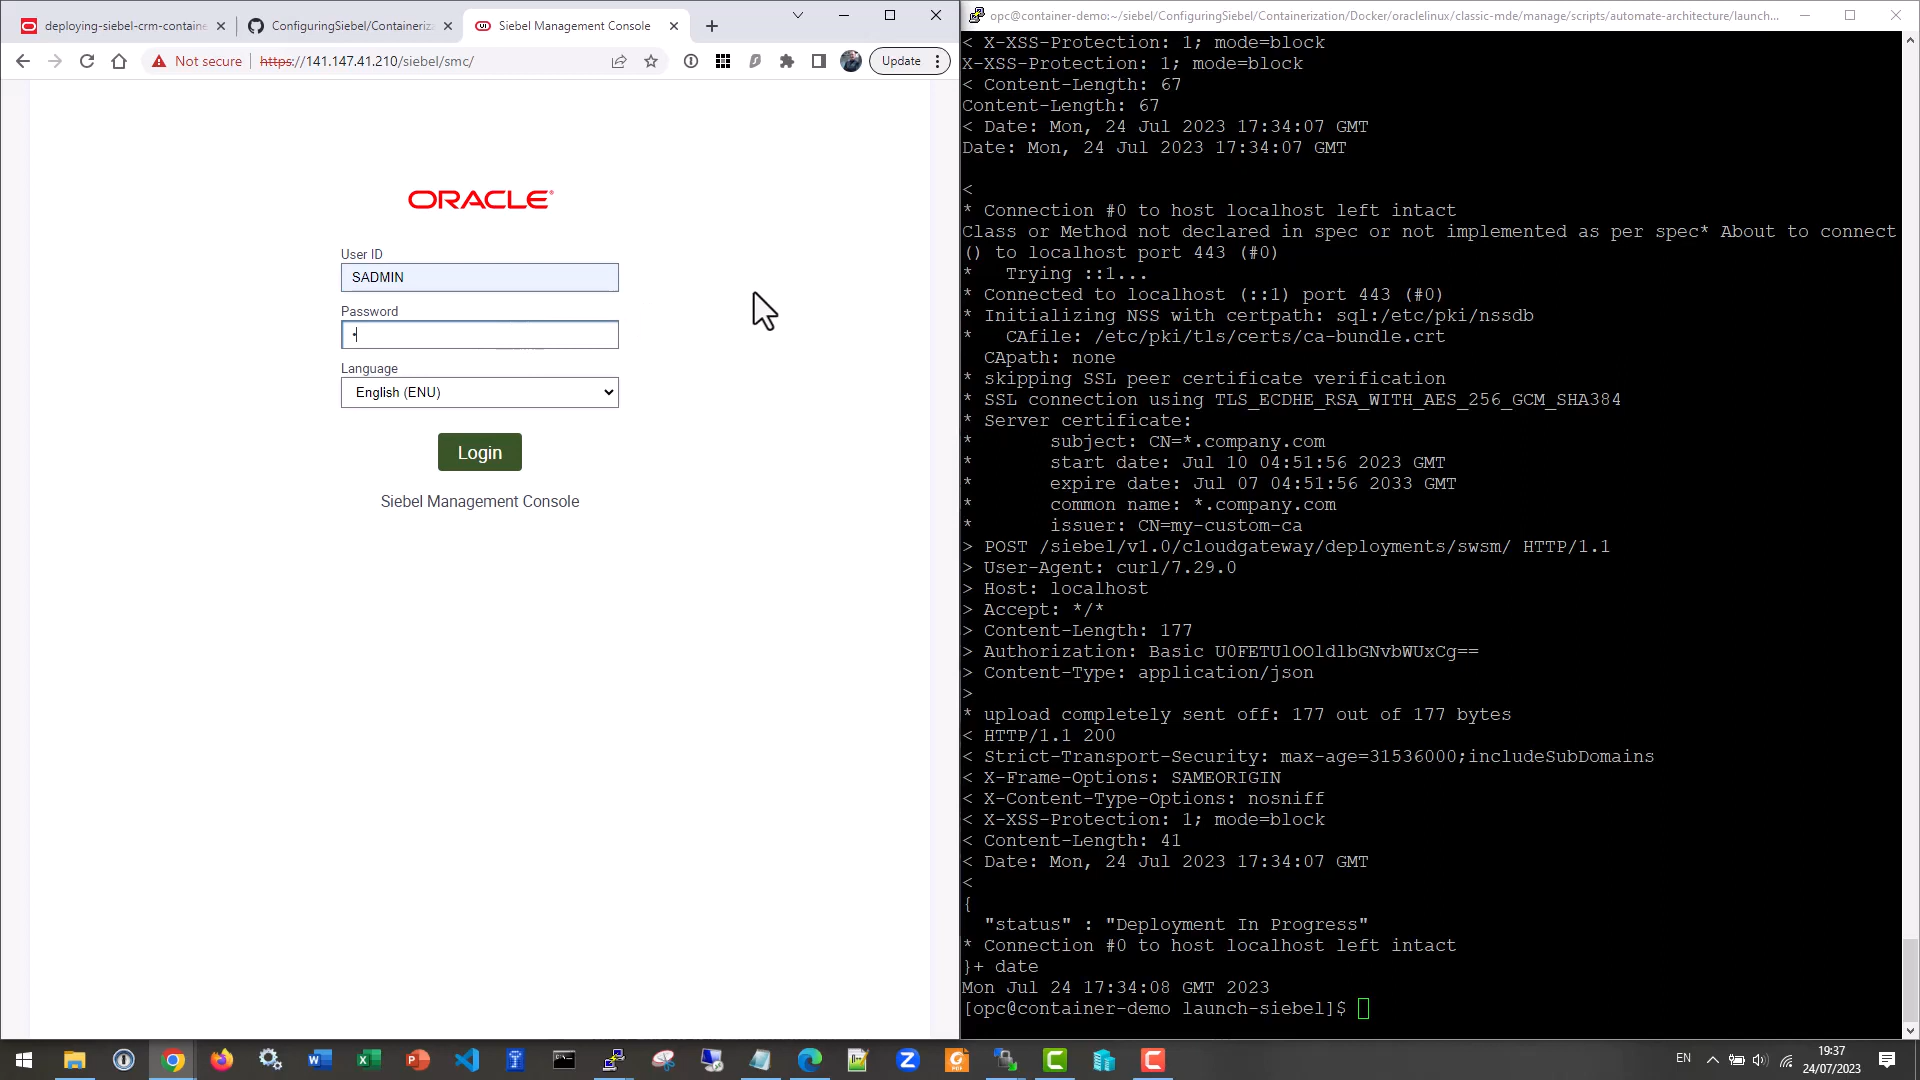 deploying-siebel-crm-containe
ConfiguringSiebel/Containeriza
Siebel Management Console
Not secure
https://141.147.41.210/siebel/smc/
Update
ORACLE
User ID
SADMIN
Password
Language
English (ENU)
Login
Siebel Management Console
opc@container-demo:~/siebel/ConfiguringSiebel/Containerization/Docker/oraclelinux/classic-mde/manage/scripts/automate-architecture/launch...
< X-XSS-Protection: 1; mode=block
X-XSS-Protection: 1; mode=block
< Content-Length: 67
Content-Length: 67
< Date: Mon, 24 Jul 2023 17:34:07 GMT
Date: Mon, 24 Jul 2023 17:34:07 GMT
<
* Connection #0 to host localhost left intact
Class or Method not declared in spec or not implemented as per spec* About to connect
() to localhost port 443 (#0)
*   Trying ::1...
* Connected to localhost (::1) port 443 (#0)
* Initializing NSS with certpath: sql:/etc/pki/nssdb
*   CAfile: /etc/pki/tls/certs/ca-bundle.crt
  CApath: none
* skipping SSL peer certificate verification
* SSL connection using TLS_ECDHE_RSA_WITH_AES_256_GCM_SHA384
* Server certificate:
*       subject: CN=*.company.com
*       start date: Jul 10 04:51:56 2023 GMT
*       expire date: Jul 07 04:51:56 2033 GMT
*       common name: *.company.com
*       issuer: CN=my-custom-ca
> POST /siebel/v1.0/cloudgateway/deployments/swsm/ HTTP/1.1
> User-Agent: curl/7.29.0
> Host: localhost
> Accept: */*
> Content-Length: 177
> Authorization: Basic U0FETUlOOldlbGNvbWUxCg==
> Content-Type: application/json
>
* upload completely sent off: 177 out of 177 bytes
< HTTP/1.1 200
< Strict-Transport-Security: max-age=31536000;includeSubDomains
< X-Frame-Options: SAMEORIGIN
< X-Content-Type-Options: nosniff
< X-XSS-Protection: 1; mode=block
< Content-Length: 41
< Date: Mon, 24 Jul 2023 17:34:07 GMT
<
{
  "status" : "Deployment In Progress"
* Connection #0 to host localhost left intact
}+ date
Mon Jul 24 17:34:08 GMT 2023
[opc@container-demo launch-siebel]$
EN
19:37
24/07/2023